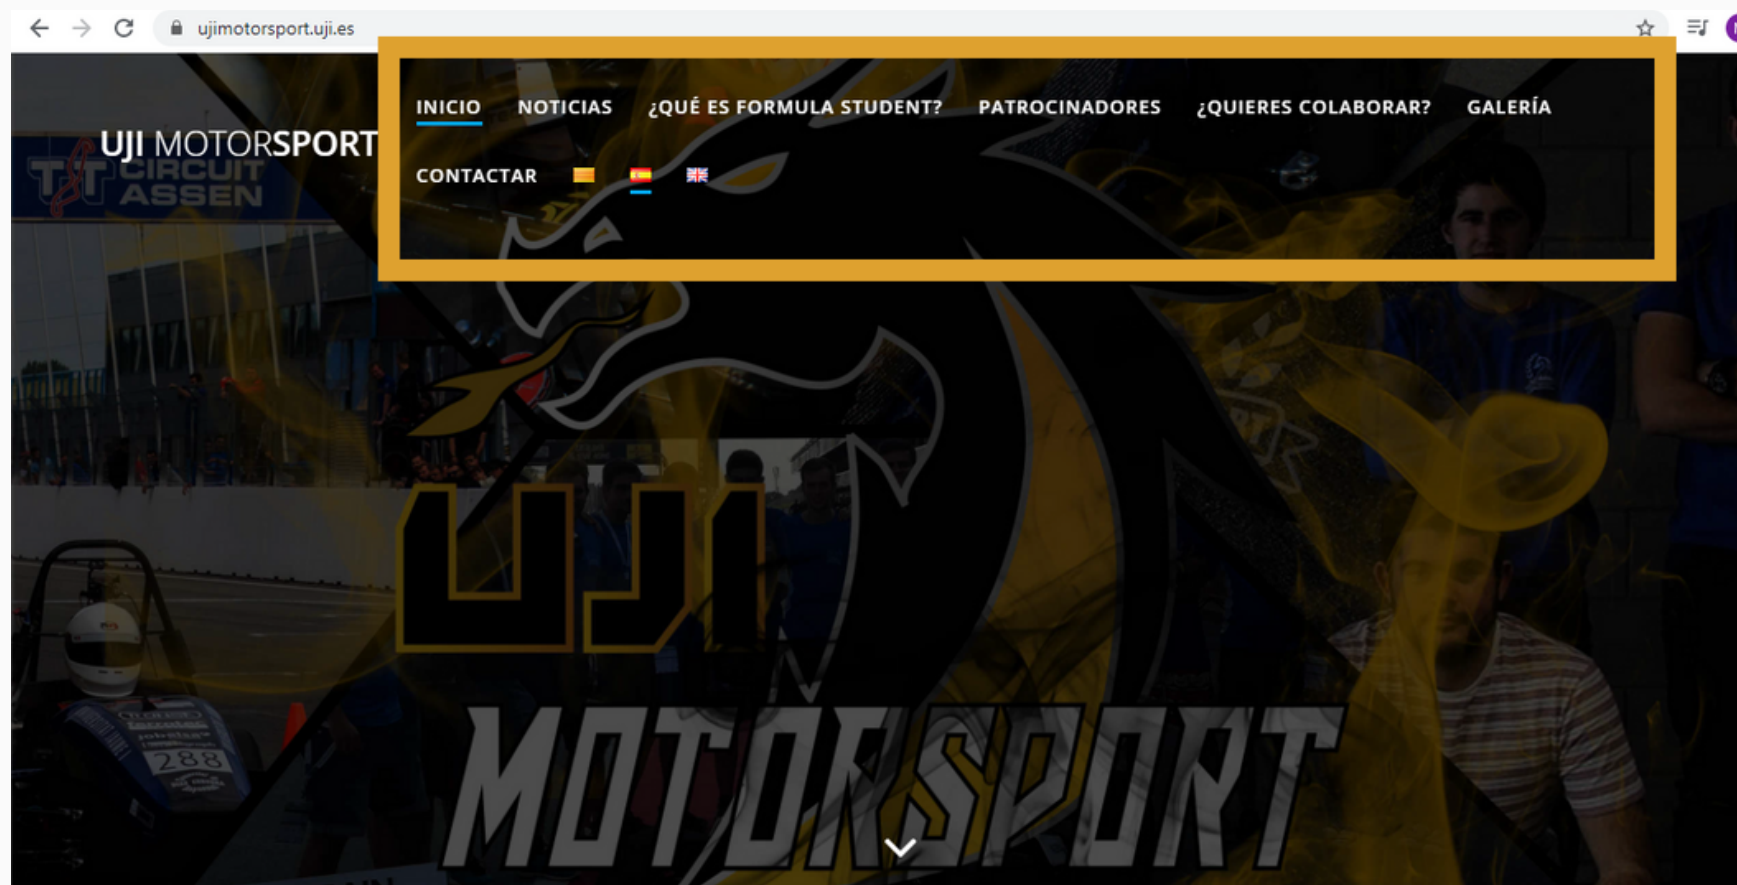 ujimotorsport.uji.es
INICIO NOTICIAS ¿QUÉ ES FORMULA STUDENT? PATROCINADORES ¿QUIERES COLABORAR? GALERÍA
UJI MOTORSPORT
CONTACTAR
TT CIRCUIT
ASSEN
UJI
MOTORSPORT
288